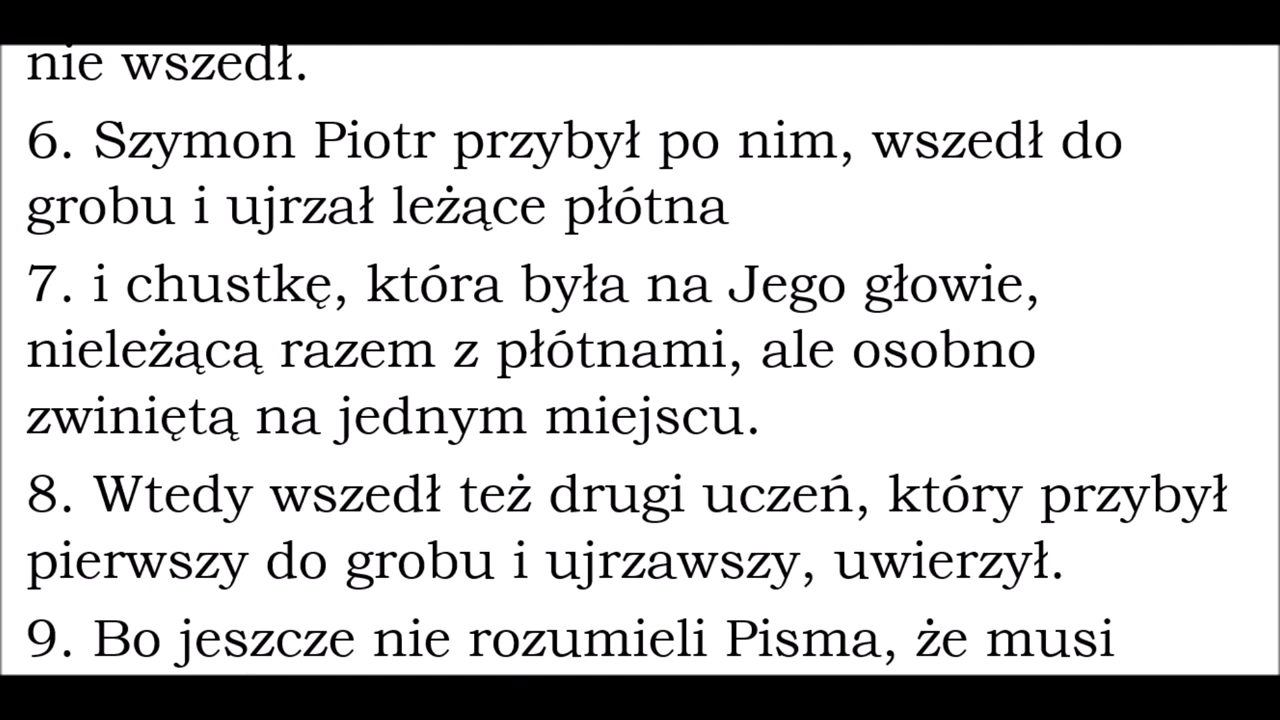 nie wszedł.
6. Szymon Piotr przybył po nim, wszedł do
grobu i ujrzał leżące płótna
7. i chustkę, która była na Jego głowie,
nieleżącą razem z płótnami, ale osobno
zwiniętą na jednym miejscu.
8. Wtedy wszedł też drugi uczeń, który przybył
pierwszy do grobu i ujrzawszy, uwierzył.
9. Bo jeszcze nie rozumieli Pisma, że musi